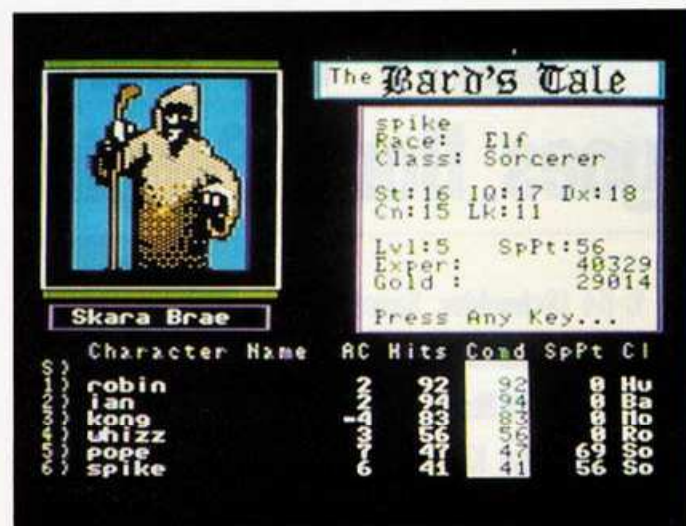 The Bard's Tale
spike
Race: Elf
Class: Sorcerer
St:16 IQ:17 Dx:18
Cn:15 Lk:11
Lvl:5 SpPt:56
Exper: 40329
Gold : 29014
Press Any Key...
Skara Brae
Character Name AC Hits Cond SpPt Cl
S)
1) robin 2 92 92 0 Hu
2) ian 2 94 94 0 Ba
3) kong -4 83 83 0 Mo
4) whizz 3 56 56 0 Ro
5) pope 7 47 47 69 So
6) spike 6 41 41 56 So